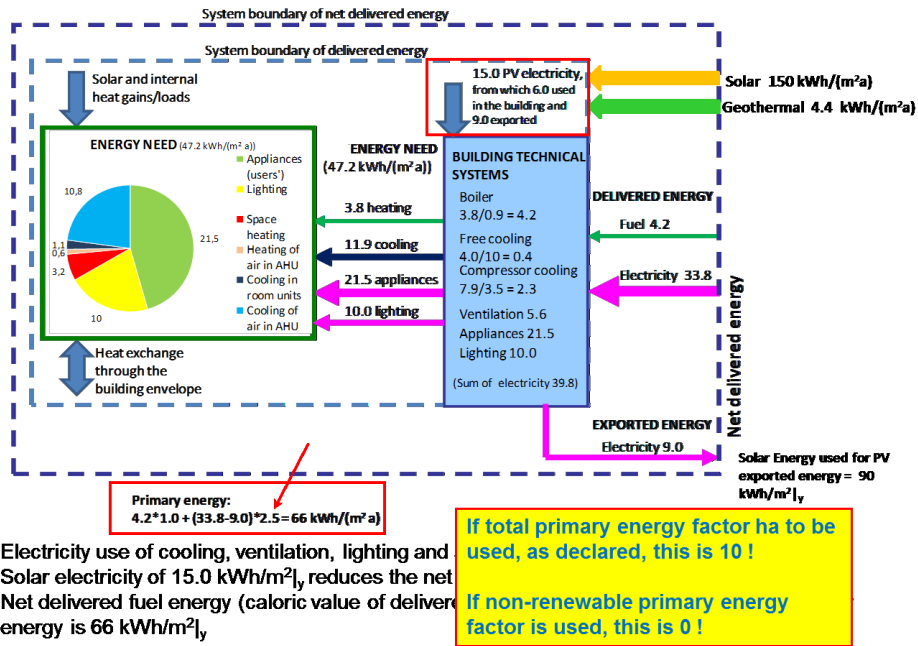 System boundary of net delivered energy
System boundary of delivered energy
Solar and internal
heat gains/loads
15.0 PV electricity,
from which 6.0 used
in the building and
9.0 exported
Solar 150 kWh/(m²a)
Geothermal 4.4 kWh/(m²a)
ENERGY NEED (47.2 kWh/(m² a))
10,8
1,1
0,6
3,2
10
21,5
Appliances
(users')
Lighting
Space
heating
Heating of
air in AHU
Cooling in
room units
Cooling of
air in AHU
ENERGY NEED
(47.2 kWh/(m²a))
3.8 heating
11.9 cooling
21.5 appliances
10.0 lighting
BUILDING TECHNICAL
SYSTEMS
Boiler
3.8/0.9 = 4.2
Free cooling
4.0/10 = 0.4
Compressor cooling
7.9/3.5 = 2.3
Ventilation 5.6
Appliances 21.5
Lighting 10.0
(Sum of electricity 39.8)
DELIVERED ENERGY
Fuel 4.2
Electricity 33.8
Net delivered energy
Heat exchange
through the
building envelope
EXPORTED ENERGY
Electricity 9.0
Solar Energy used for PV
exported energy = 90
kWh/m²|y
Primary energy:
4.2*1.0 + (33.8-9.0)*2.5 = 66 kWh/(m² a)
If total primary energy factor ha to be
used, as declared, this is 10 !
If non-renewable primary energy
factor is used, this is 0 !
Electricity use of cooling, ventilation, lighting and
Solar electricity of 15.0 kWh/m²|y reduces the net
Net delivered fuel energy (caloric value of delivere
energy is 66 kWh/m²|y